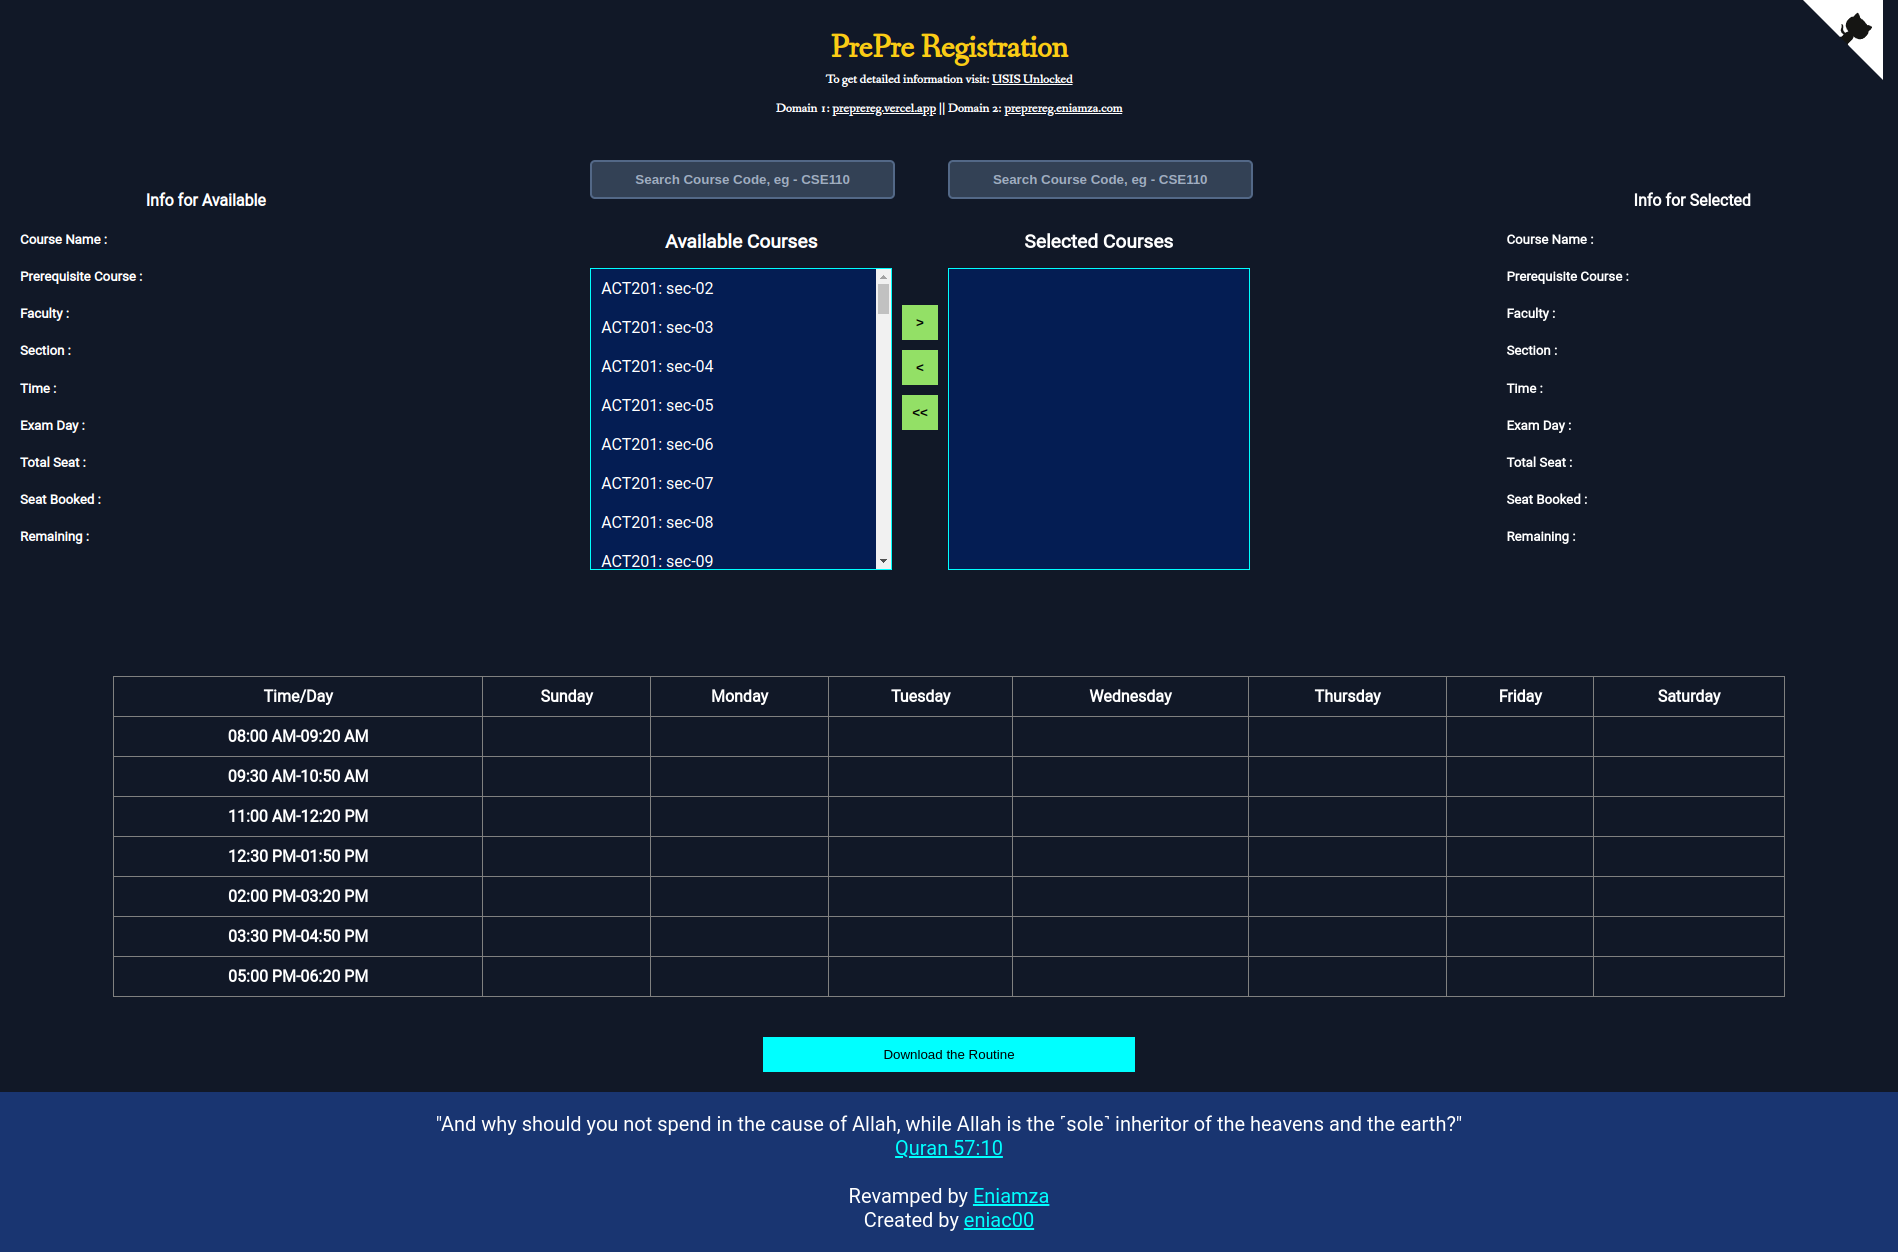 PrePre Registration
To get detailed information visit: USIS Unlocked
Domain 1: preprereg.vercel.app || Domain 2: preprereg.eniamza.com
Info for Available
Course Name :
Prerequisite Course :
Faculty :
Section :
Time :
Exam Day :
Total Seat :
Seat Booked :
Remaining :
Search Course Code, eg - CSE110
Available Courses
ACT201: sec-02
ACT201: sec-03
ACT201: sec-04
ACT201: sec-05
ACT201: sec-06
ACT201: sec-07
ACT201: sec-08
ACT201: sec-09
>
<
<<
Search Course Code, eg - CSE110
Selected Courses
Info for Selected
Course Name :
Prerequisite Course :
Faculty :
Section :
Time :
Exam Day :
Total Seat :
Seat Booked :
Remaining :
Time/Day Sunday Monday Tuesday Wednesday Thursday Friday Saturday
08:00 AM-09:20 AM
09:30 AM-10:50 AM
11:00 AM-12:20 PM
12:30 PM-01:50 PM
02:00 PM-03:20 PM
03:30 PM-04:50 PM
05:00 PM-06:20 PM
Download the Routine
"And why should you not spend in the cause of Allah, while Allah is the ˹sole˺ inheritor of the heavens and the earth?"
Quran 57:10
Revamped by Eniamza
Created by eniac00